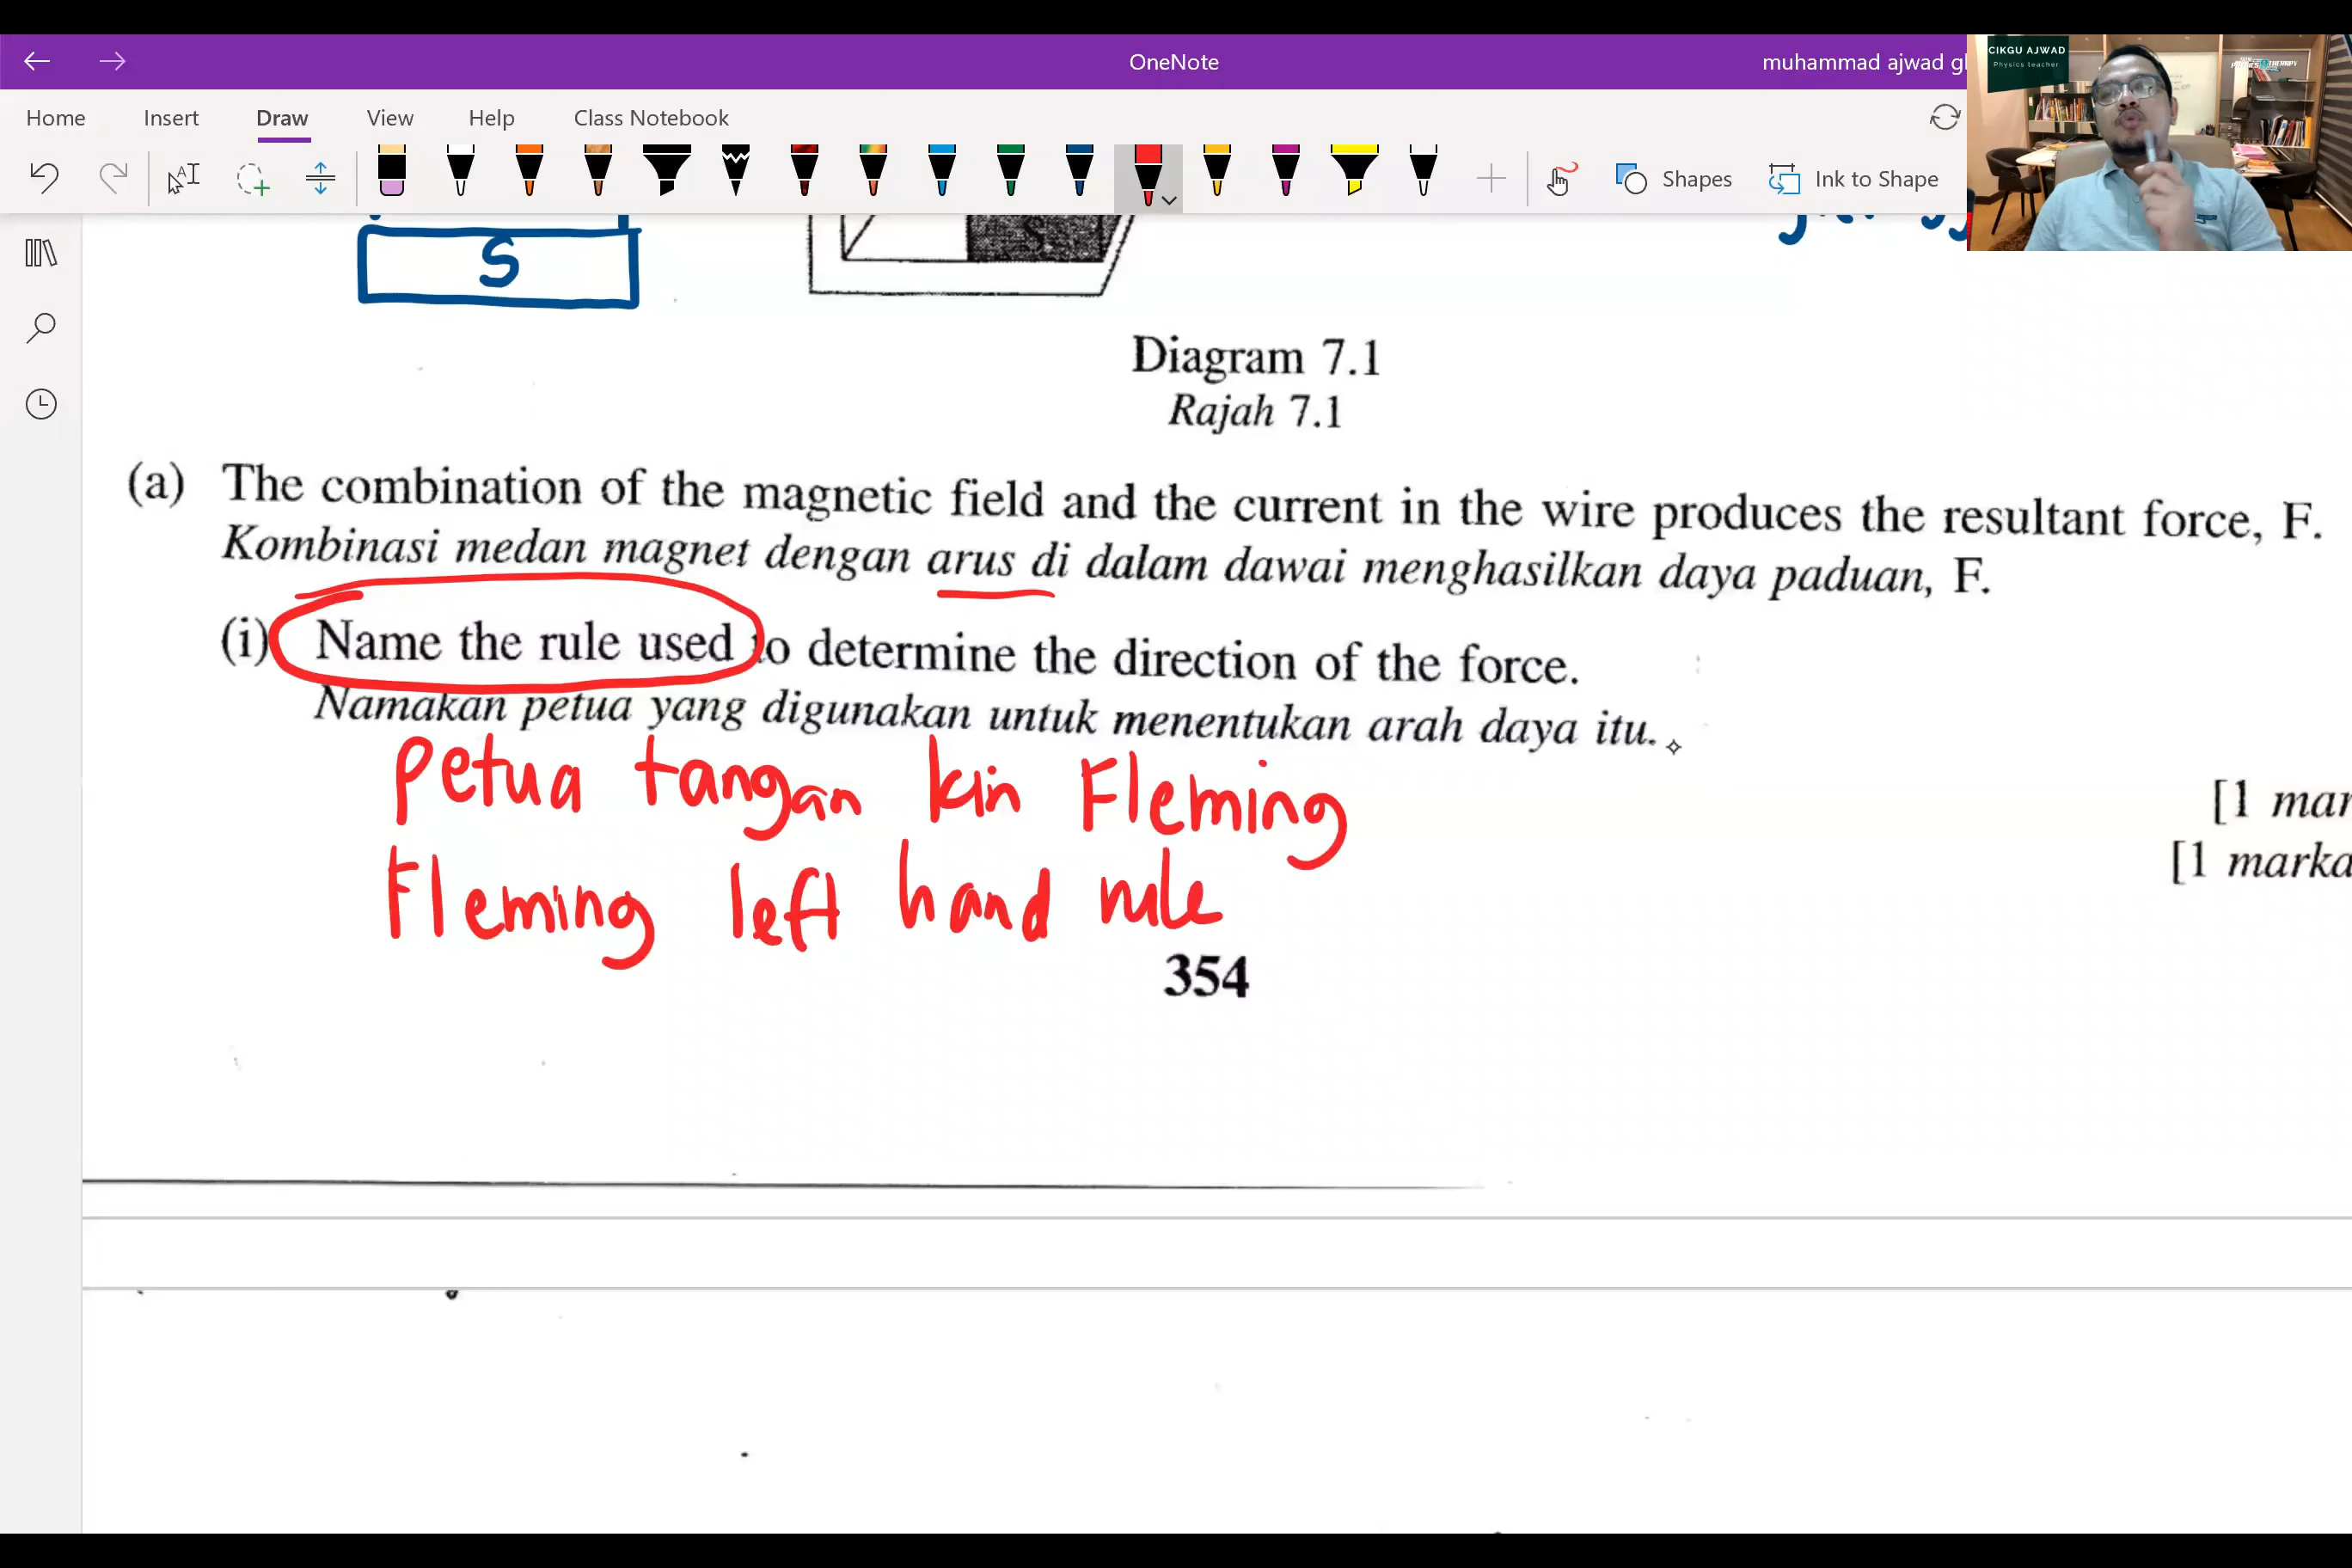 OneNote
muhammad ajwad gl
CIKGU AJWAD
Physics teacher
Home Insert Draw View Help Class Notebook
Shapes Ink to Shape
S
Diagram 7.1
Rajah 7.1
(a) The combination of the magnetic field and the current in the wire produces the resultant force, F.
Kombinasi medan magnet dengan arus di dalam dawai menghasilkan daya paduan, F.
(i) Name the rule used to determine the direction of the force.
Namakan petua yang digunakan untuk menentukan arah daya itu.
Petua tangan kiri Fleming
[1 mar
Fleming left hand rule
[1 marka
354